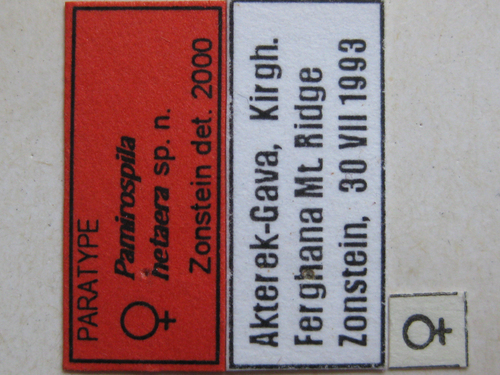 PARATYPE
♀ Pamirospila
hetaera sp. n.
Zonstein det. 2000
Akterek-Gava, Kirgh.
Ferghana Mt. Ridge
Zonstein, 30 VII 1993
♀